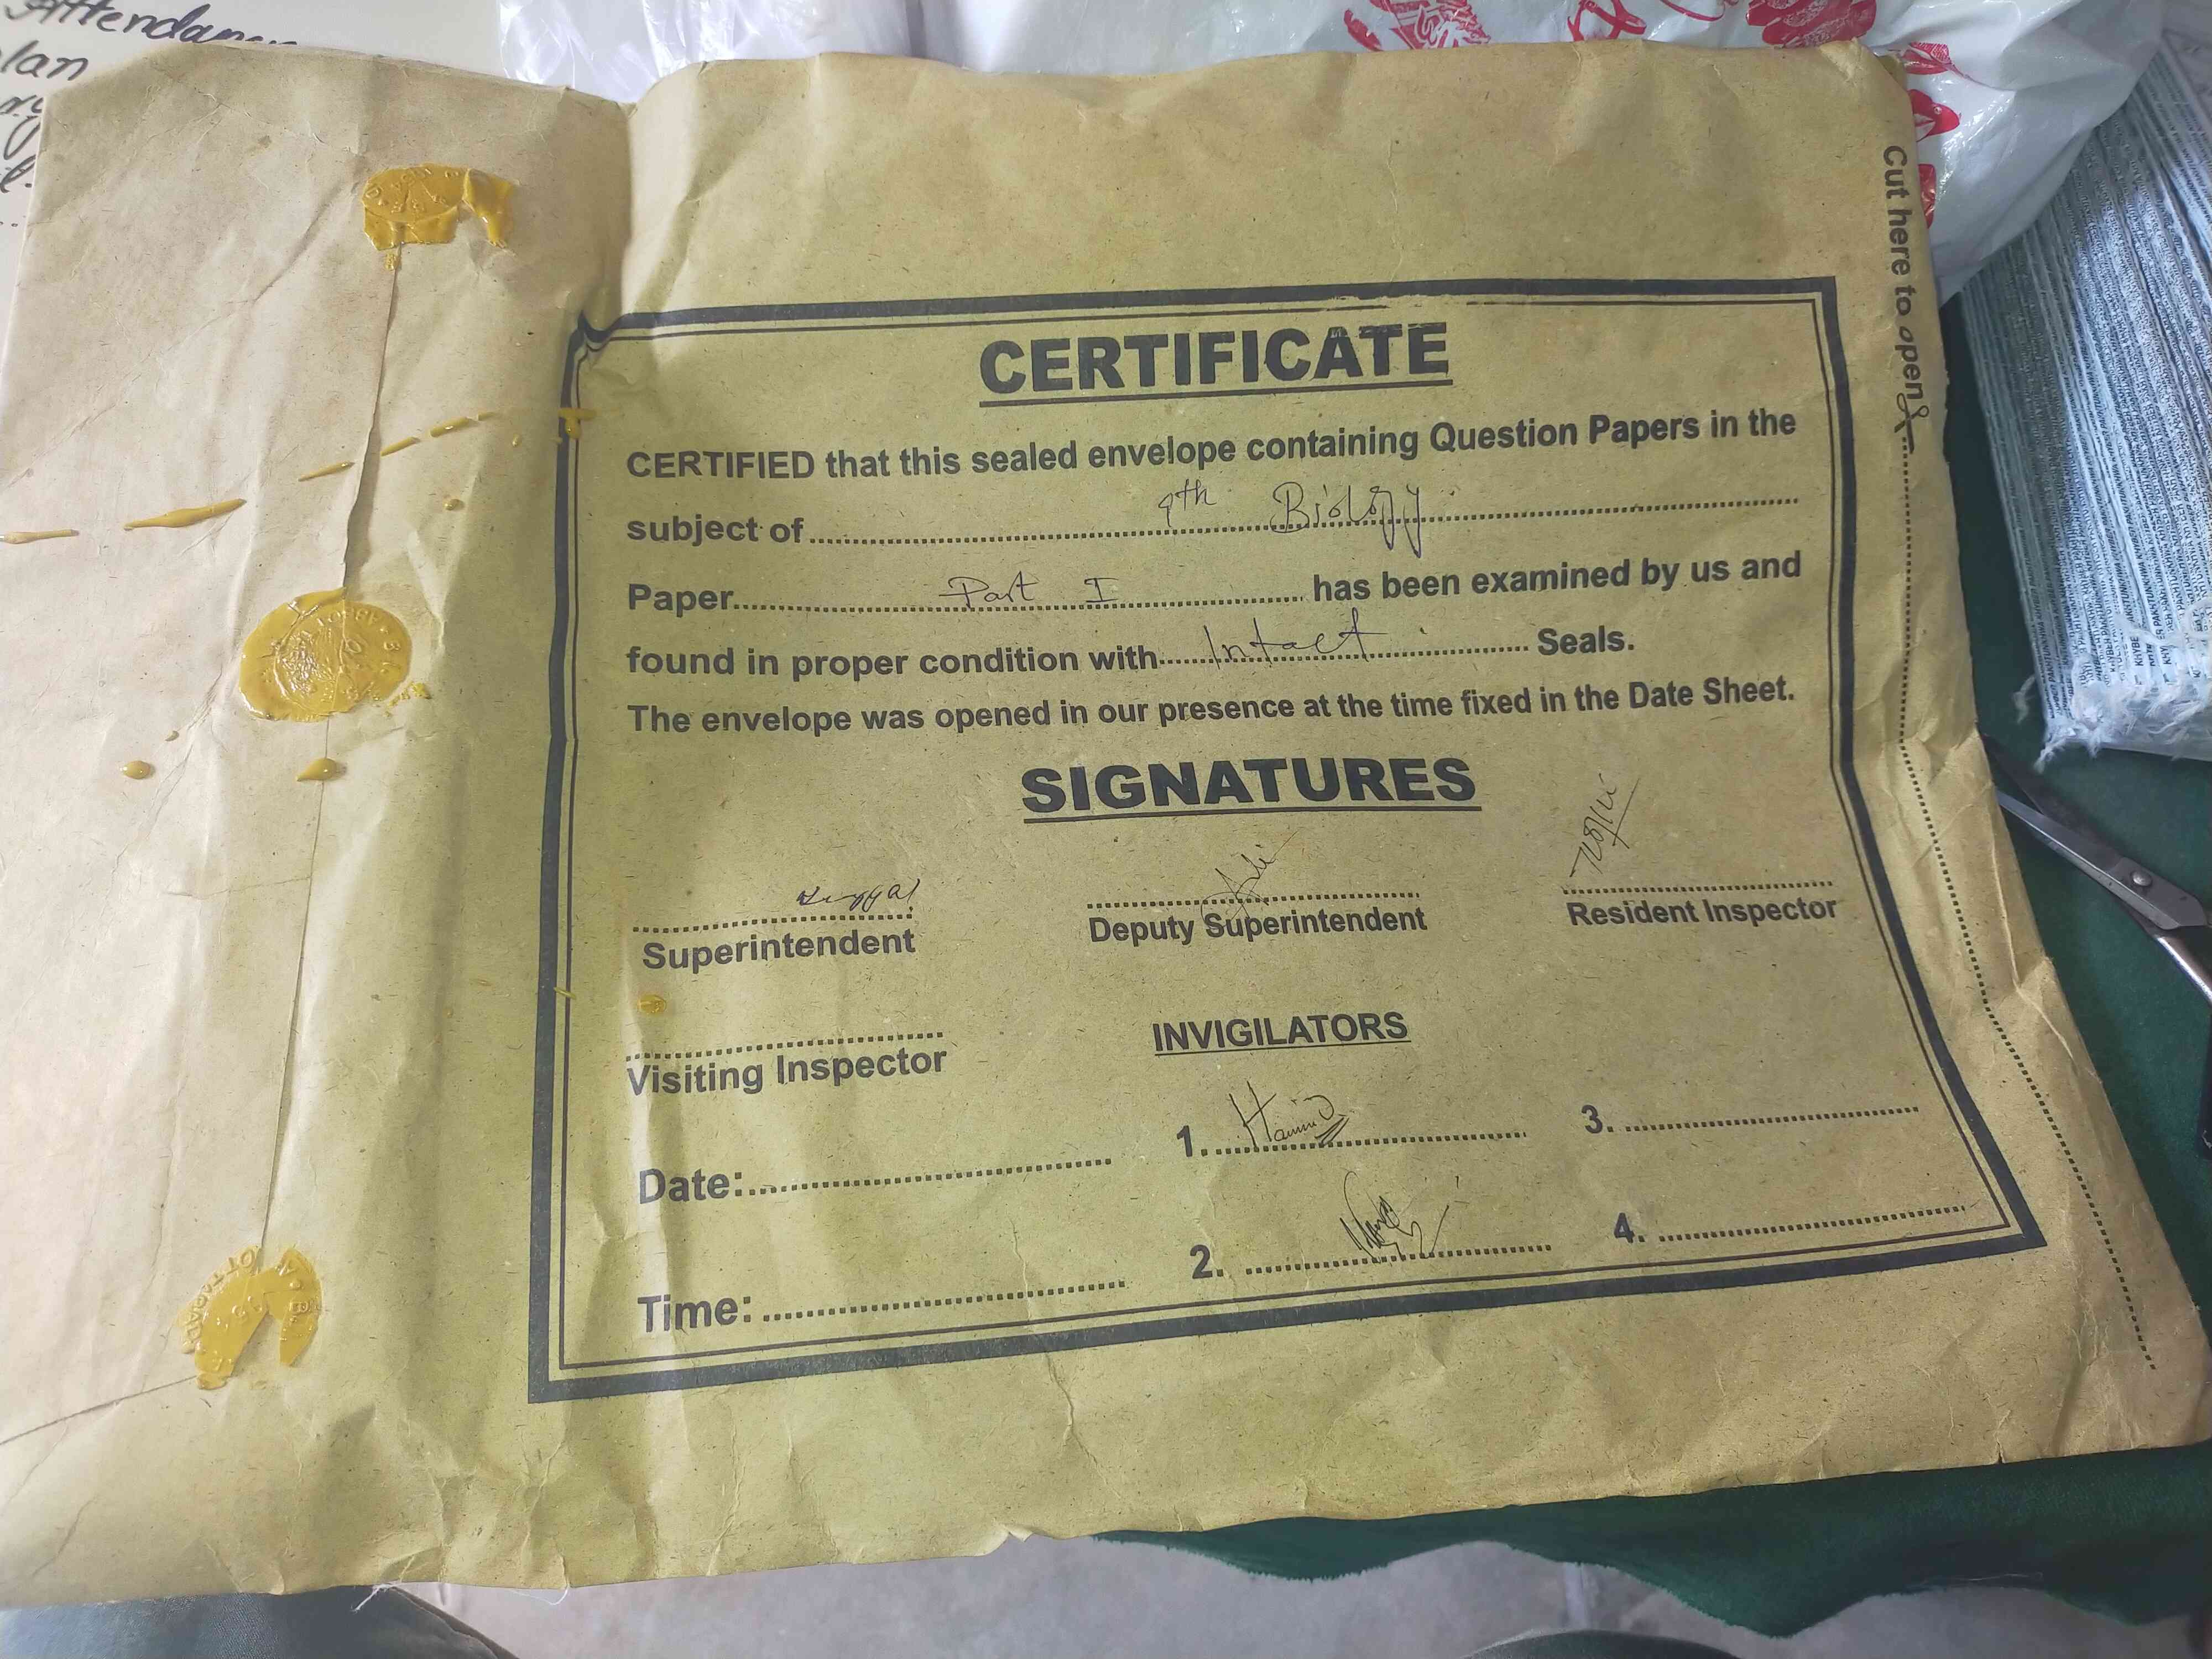 Attendance
lan
Cut here to open
CERTIFICATE
CERTIFIED that this sealed envelope containing Question Papers in the
subject of 9th Biology
Paper Part I has been examined by us and
found in proper condition with Intact Seals.
The envelope was opened in our presence at the time fixed in the Date Sheet.
SIGNATURES
Superintendent
Deputy Superintendent
Resident Inspector
Visiting Inspector
INVIGILATORS
Date:
1. Hamid
3.
Time:
2.
4.